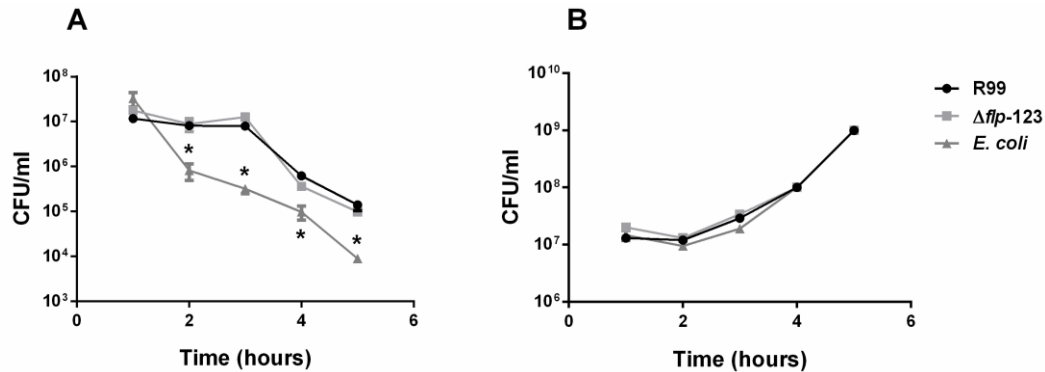 A
CFU/ml
10⁸
10⁷
10⁶
10⁵
10⁴
10³
*
*
*
*
0
2
4
6
Time (hours)
B
CFU/ml
10¹⁰
10⁹
10⁸
10⁷
10⁶
0
2
4
6
Time (hours)
R99
Δflp-123
E. coli